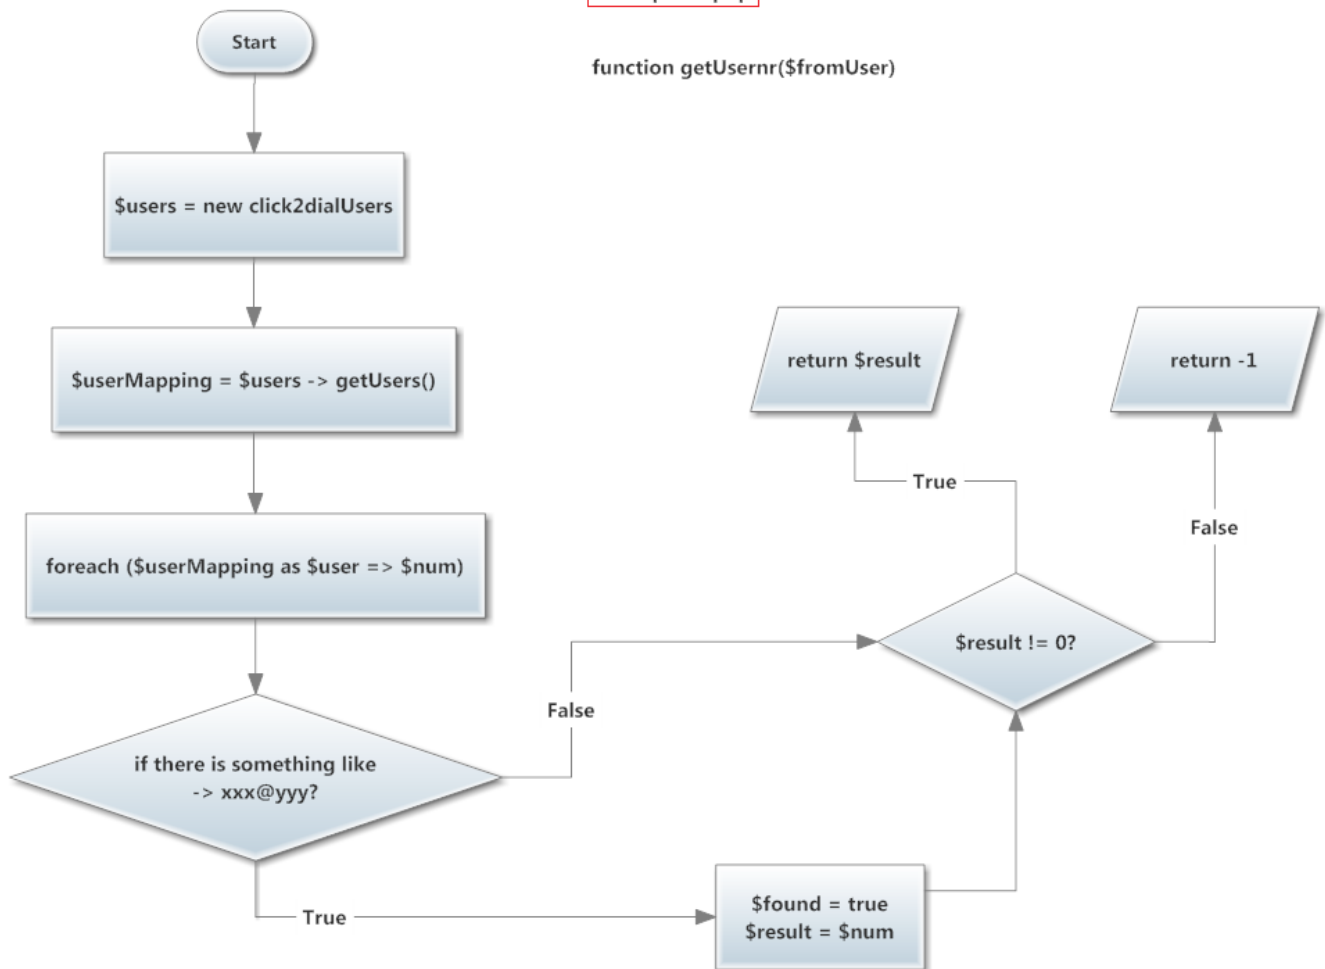 Start
function getUsernr($fromUser)
$users = new click2dialUsers
$userMapping = $users -> getUsers()
return $result
return -1
True
False
foreach ($userMapping as $user => $num)
$result != 0?
False
if there is something like
-> xxx@yyy?
True
$found = true
$result = $num